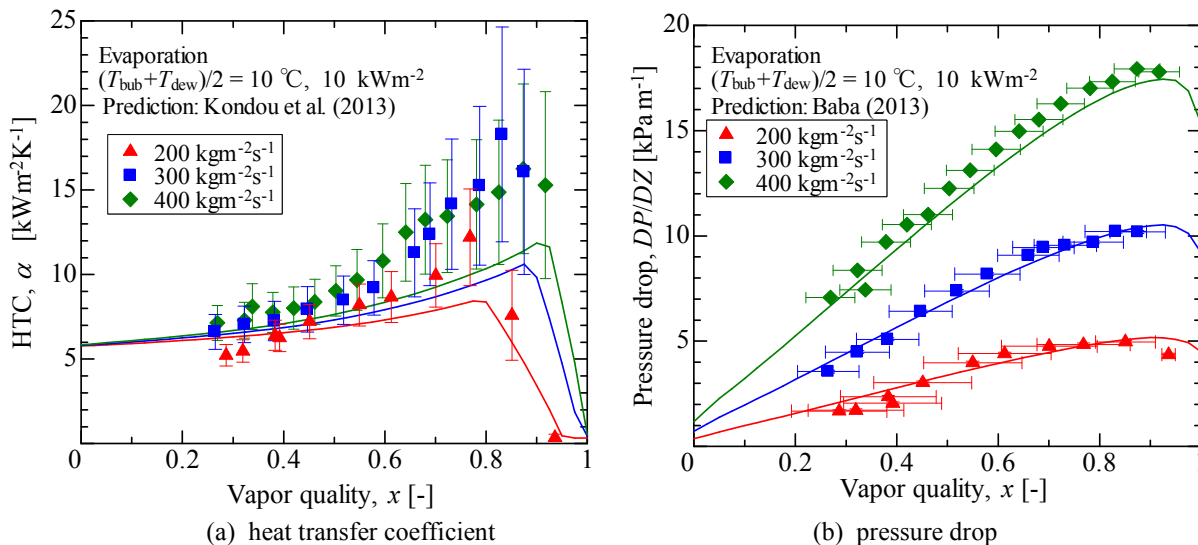 25
20
15
10
5
0
0.2
0.4
0.6
0.8
1
HTC, α [kWm-2K-1]
Vapor quality, x [-]
Evaporation
(Tbub+Tdew)/2 = 10 ℃, 10 kWm-2
Prediction: Kondou et al. (2013)
200 kgm-2s-1
300 kgm-2s-1
400 kgm-2s-1
(a) heat transfer coefficient
20
15
10
5
0
0
0.2
0.4
0.6
0.8
1
Pressure drop, DP/DZ [kPa m-1]
Vapor quality, x [-]
Evaporation
(Tbub+Tdew)/2 = 10 ℃, 10 kWm-2
Prediction: Baba (2013)
200 kgm-2s-1
300 kgm-2s-1
400 kgm-2s-1
(b) pressure drop